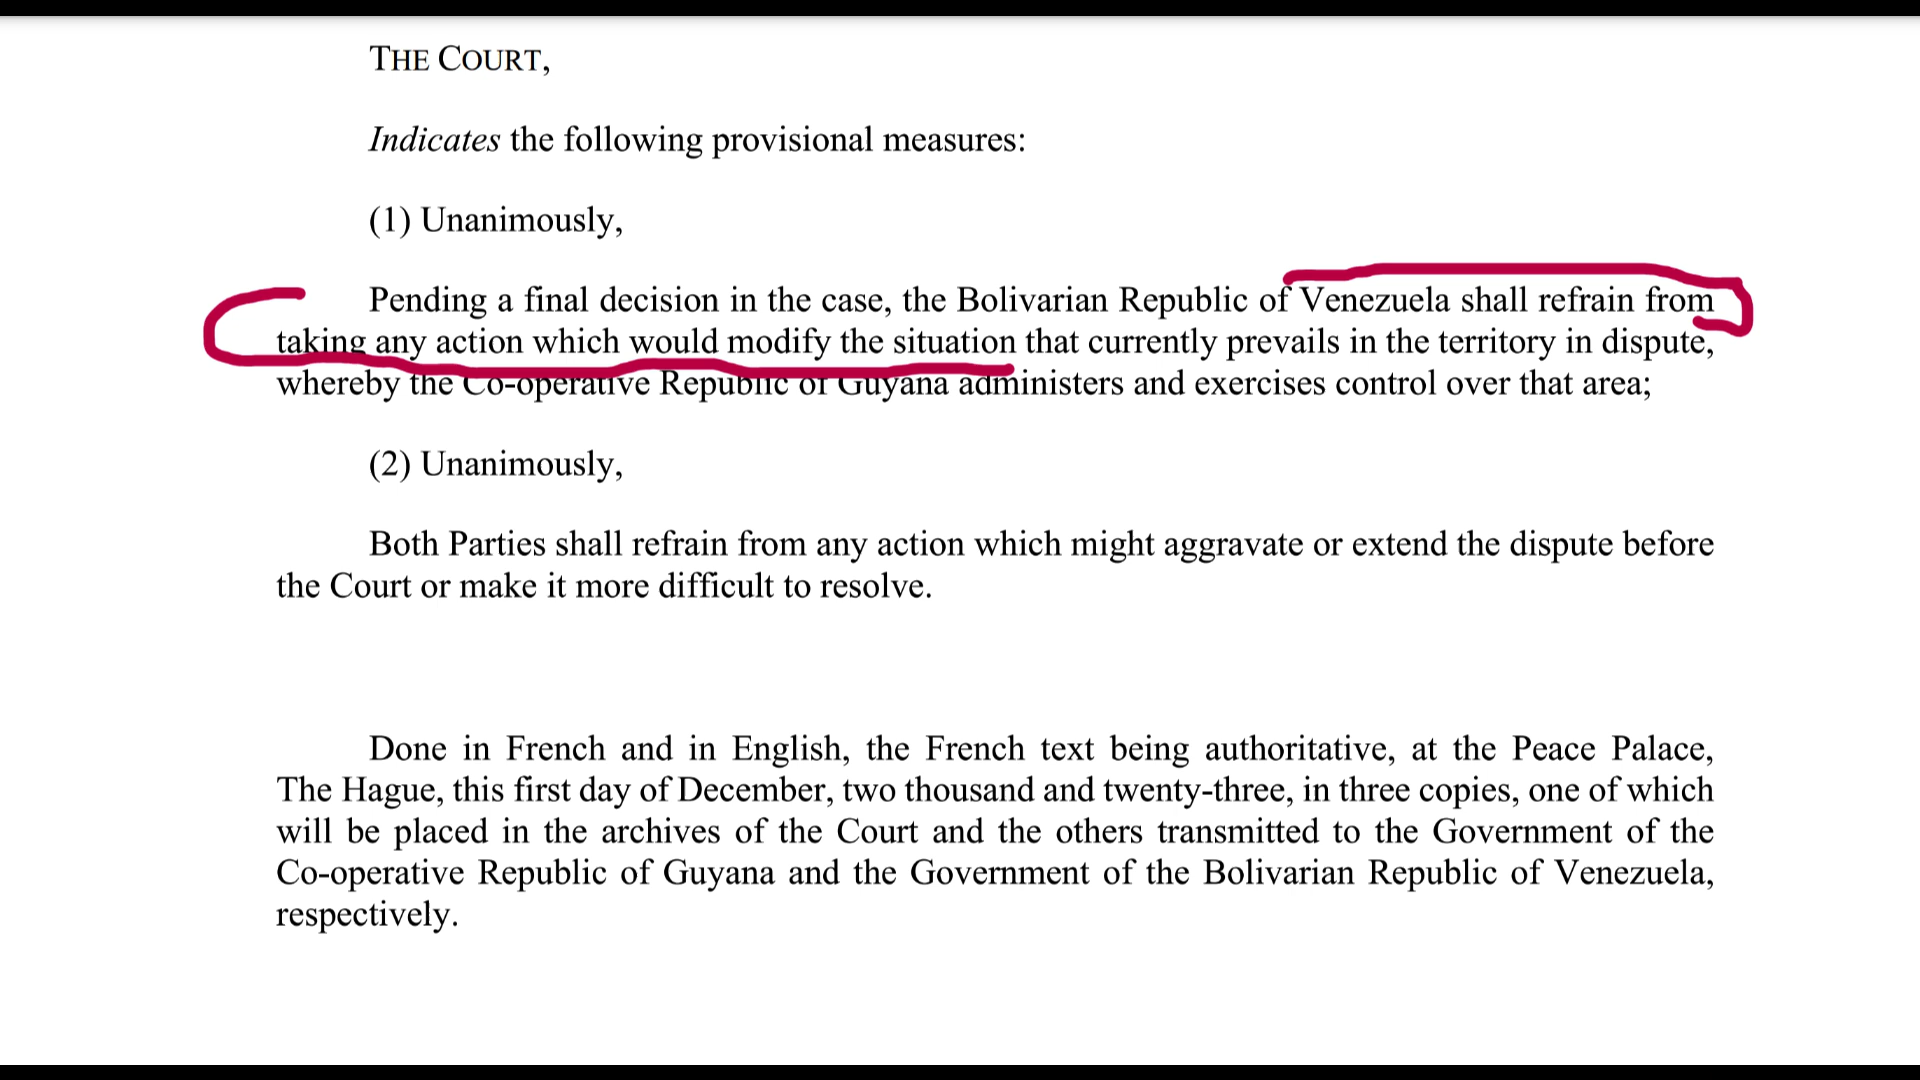 THE COURT,
Indicates the following provisional measures:
(1) Unanimously,
Pending a final decision in the case, the Bolivarian Republic of Venezuela shall refrain from
taking any action which would modify the situation that currently prevails in the territory in dispute,
whereby the Co-operative Republic of Guyana administers and exercises control over that area;
(2) Unanimously,
Both Parties shall refrain from any action which might aggravate or extend the dispute before
the Court or make it more difficult to resolve.
Done in French and in English, the French text being authoritative, at the Peace Palace,
The Hague, this first day of December, two thousand and twenty-three, in three copies, one of which
will be placed in the archives of the Court and the others transmitted to the Government of the
Co-operative Republic of Guyana and the Government of the Bolivarian Republic of Venezuela,
respectively.